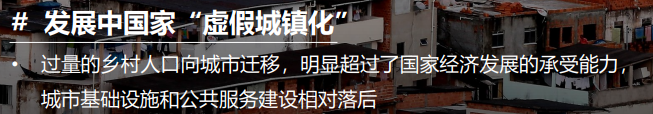 # 发展中国家“虚假城镇化”
• 过量的乡村人口向城市迁移，明显超过了国家经济发展的承受能力，
城市基础设施和公共服务建设相对落后